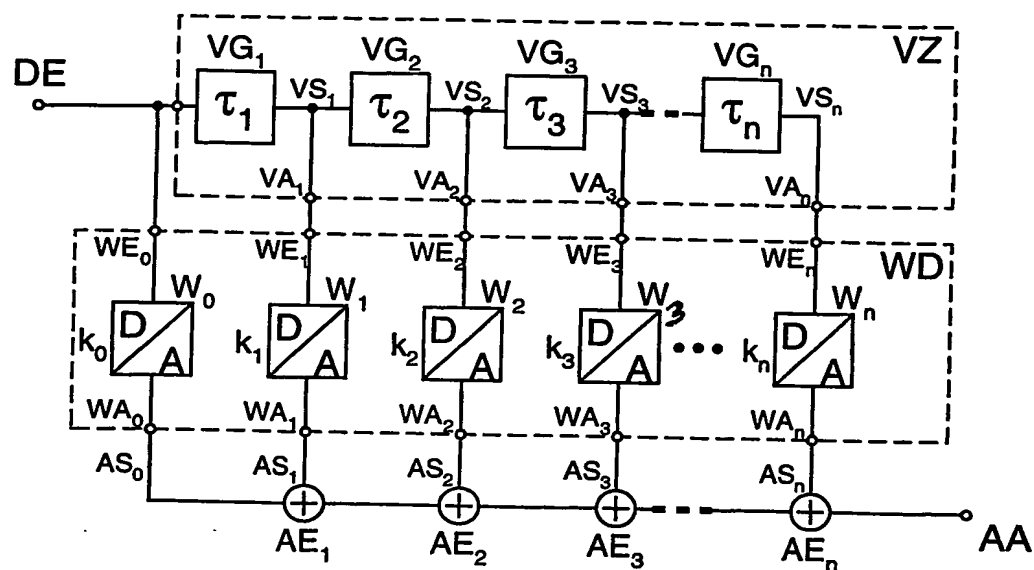 VG₁ VG₂ VG₃ VGₙ VZ
DE
τ₁ VS₁ τ₂ VS₂ τ₃ VS₃ τₙ VSₙ
VA₁ VA₂ VA₃ VAₙ
WE₀ WE₁ WE₂ WE₃ WEₙ WD
W₀ W₁ W₂ W₃ Wₙ
k₀ D A k₁ D A k₂ D A k₃ D A kₙ D A
WA₀ WA₁ WA₂ WA₃ WAₙ
AS₀ AS₁ AS₂ AS₃ ASₙ
AE₁ AE₂ AE₃ AEₙ AA